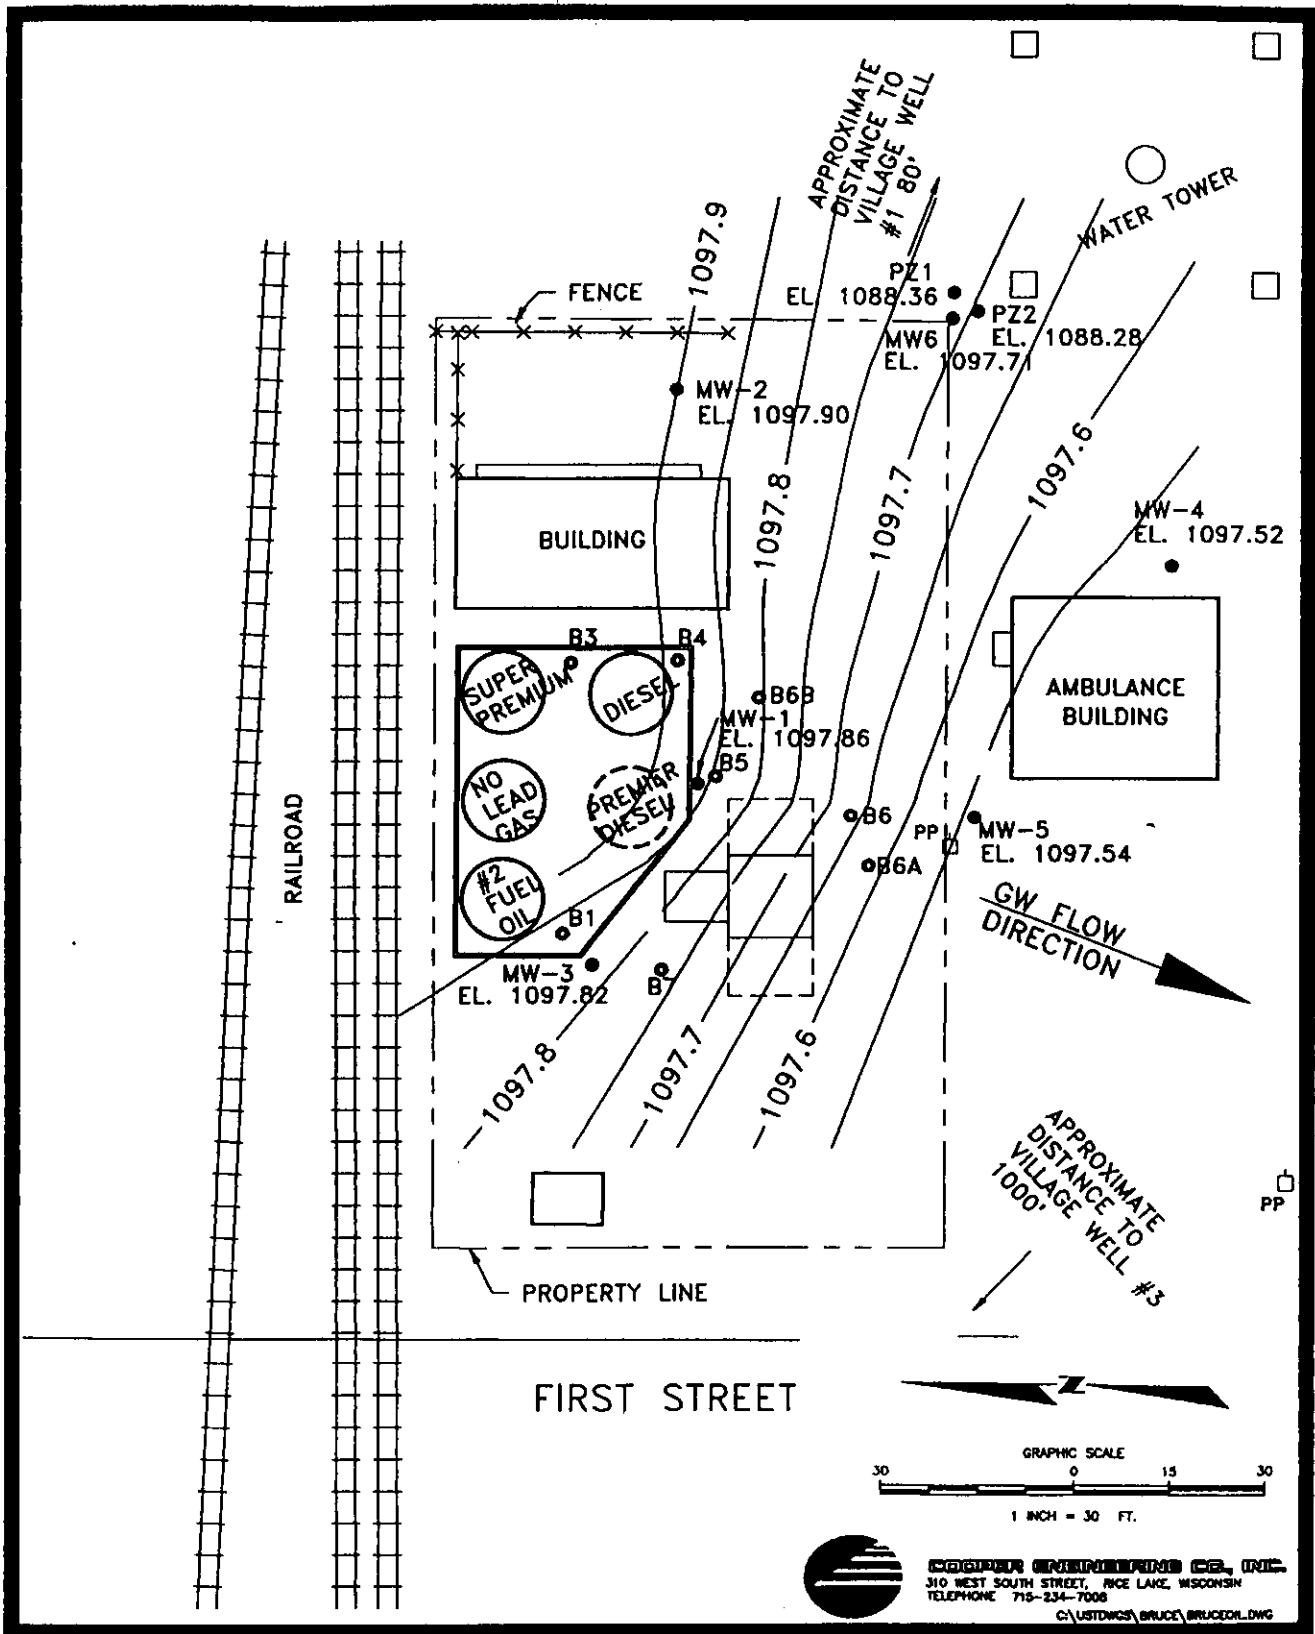 APPROXIMATE
DISTANCE TO
VILLAGE WELL
#1 80'
WATER TOWER
1097.9
FENCE
PZ1
EL. 1088.36
PZ2
EL. 1088.28
MW6
EL. 1097.71
MW-2
EL. 1097.90
1097.8
1097.7
1097.6
MW-4
EL. 1097.52
BUILDING
B3
B4
SUPER
PREMIUM
DIESEL
B6B
MW-1
EL. 1097.86
B5
AMBULANCE
BUILDING
NO
LEAD
GAS
PREMIER
DIESEL
RAILROAD
B6
PP
MW-5
EL. 1097.54
B6A
#2
FUEL
OIL
B1
GW FLOW
DIRECTION
MW-3
EL. 1097.82
B7
1097.8
1097.7
1097.6
APPROXIMATE
DISTANCE TO
VILLAGE WELL #3
1000'
PP
PROPERTY LINE
FIRST STREET
Z
GRAPHIC SCALE
30 0 15 30
1 INCH = 30 FT.
COOPER ENGINEERING CO., INC.
310 WEST SOUTH STREET, RICE LAKE, WISCONSIN
TELEPHONE 715-234-7008
C:\USTDWGS\BRUCE\BRUCEOIL.DWG